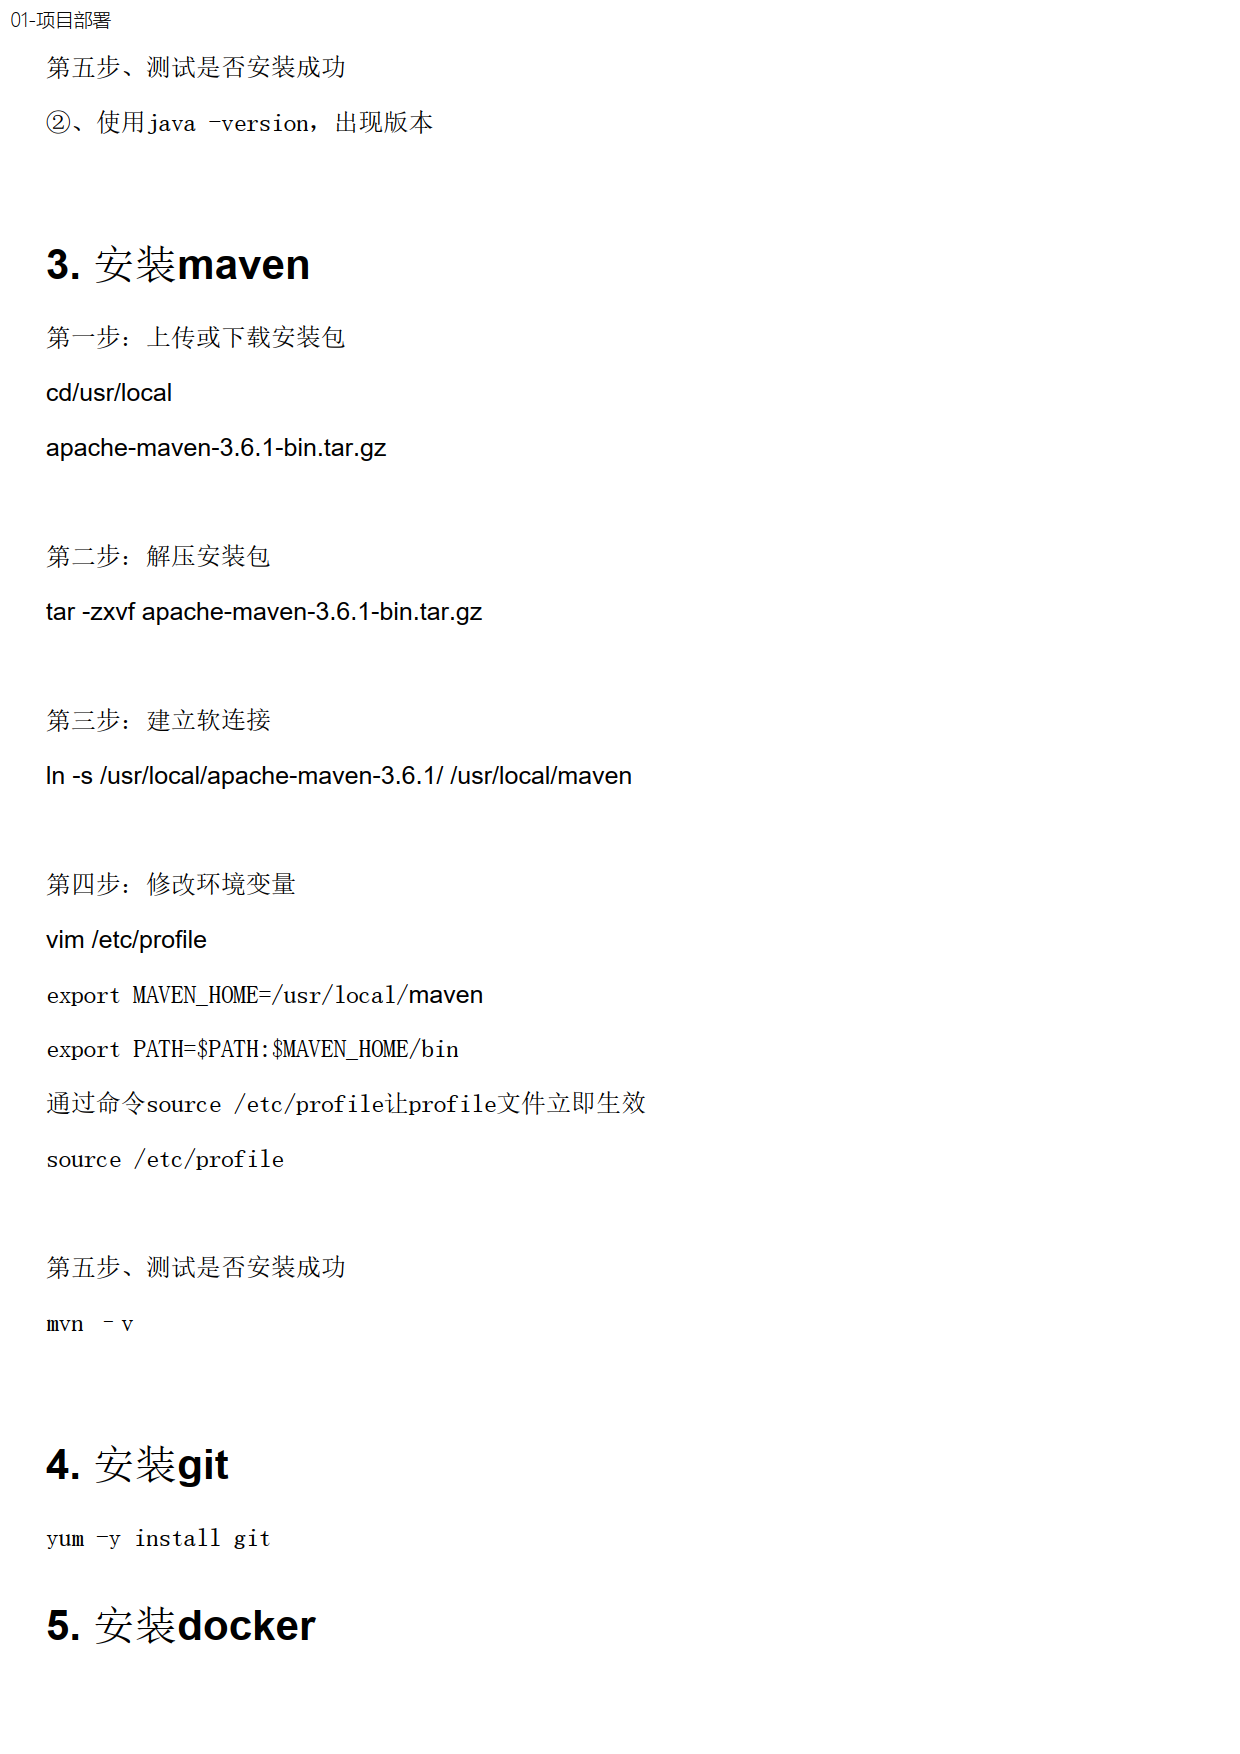 01-项目部署
第五步、测试是否安装成功
②、使用java -version，出现版本
3. 安装maven
第一步：上传或下载安装包
cd/usr/local
apache-maven-3.6.1-bin.tar.gz
第二步：解压安装包
tar -zxvf apache-maven-3.6.1-bin.tar.gz
第三步：建立软连接
ln -s /usr/local/apache-maven-3.6.1/ /usr/local/maven
第四步：修改环境变量
vim /etc/profile
export MAVEN_HOME=/usr/local/maven
export PATH=$PATH:$MAVEN_HOME/bin
通过命令source /etc/profile让profile文件立即生效
source /etc/profile
第五步、测试是否安装成功
mvn –v
4. 安装git
yum -y install git
5. 安装docker